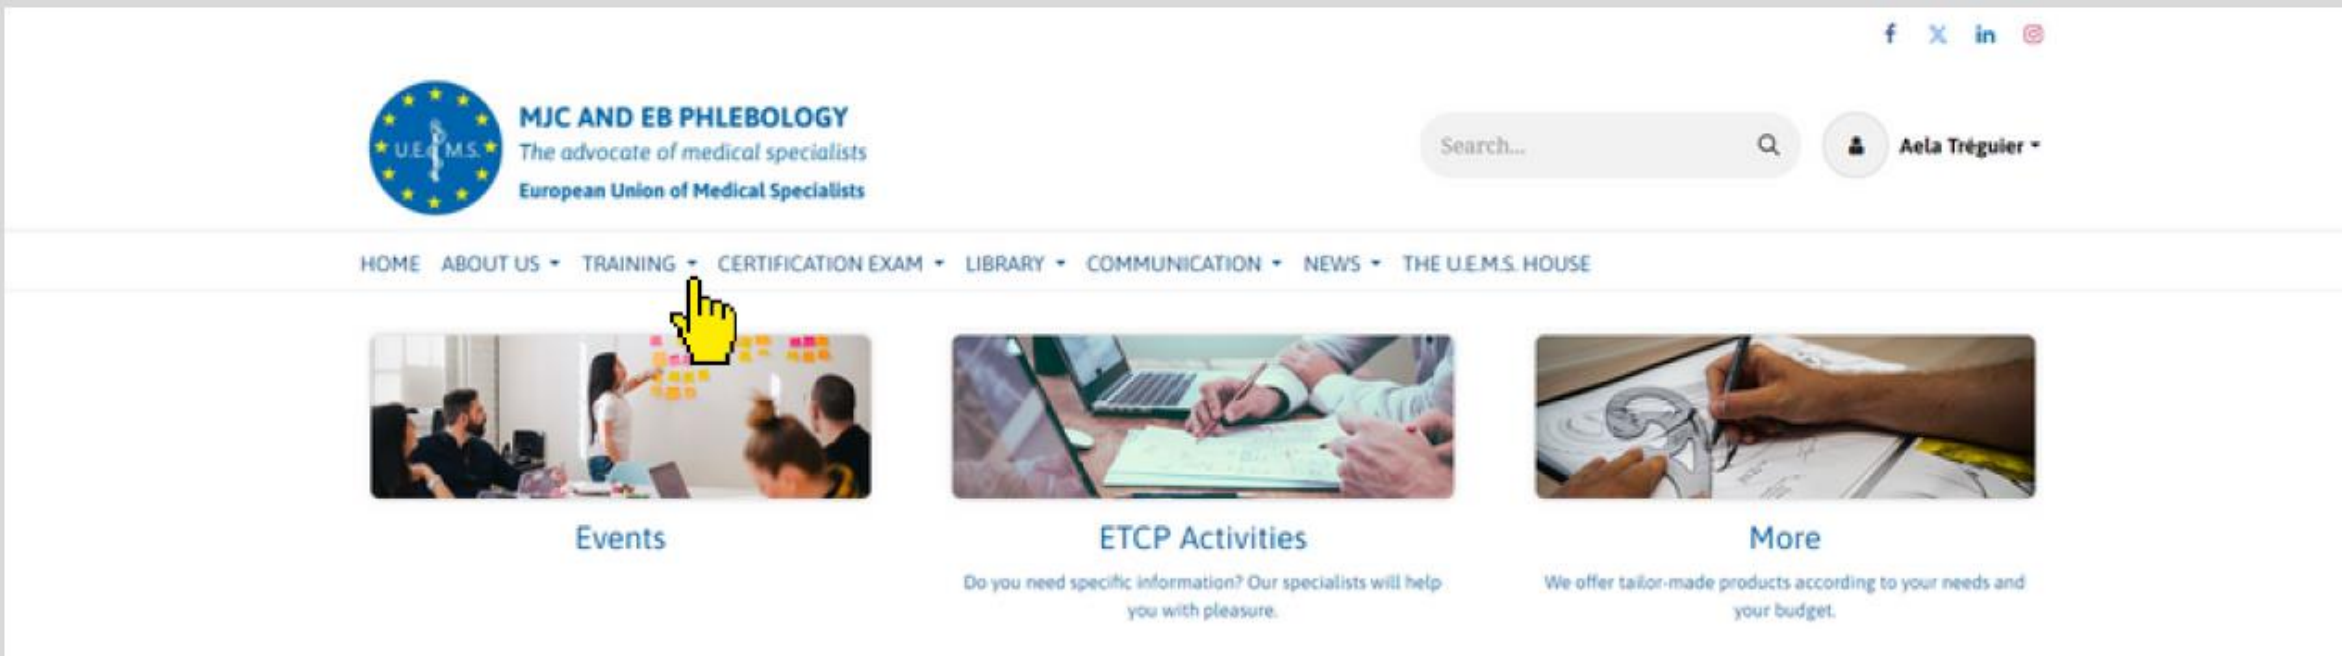 f X in
U.E.M.S.
MJC AND EB PHLEBOLOGY
The advocate of medical specialists
European Union of Medical Specialists
Search...
Aela Tréguier
HOME ABOUT US TRAINING CERTIFICATION EXAM LIBRARY COMMUNICATION NEWS THE U.E.M.S. HOUSE
Events
ETCP Activities
Do you need specific information? Our specialists will help
you with pleasure.
More
We offer tailor-made products according to your needs and
your budget.